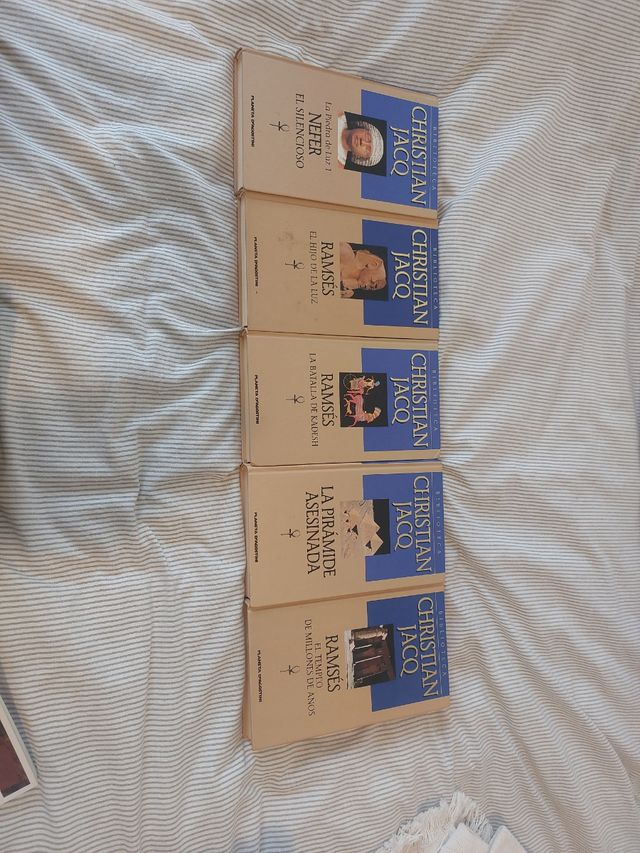 BIBLIOTECA
CHRISTIAN
JACQ
La Piedra de Luz 1
NEFER
EL SILENCIOSO
PLANETA DEAGOSTINI
BIBLIOTECA
CHRISTIAN
JACQ
RAMSÉS
EL HIJO DE LA LUZ
PLANETA DEAGOSTINI
BIBLIOTECA
CHRISTIAN
JACQ
RAMSÉS
LA BATALLA DE KADESH
PLANETA DEAGOSTINI
BIBLIOTECA
CHRISTIAN
JACQ
LA PIRÁMIDE
ASESINADA
PLANETA DEAGOSTINI
BIBLIOTECA
CHRISTIAN
JACQ
RAMSÉS
EL TEMPLO
DE MILLONES DE AÑOS
PLANETA DEAGOSTINI